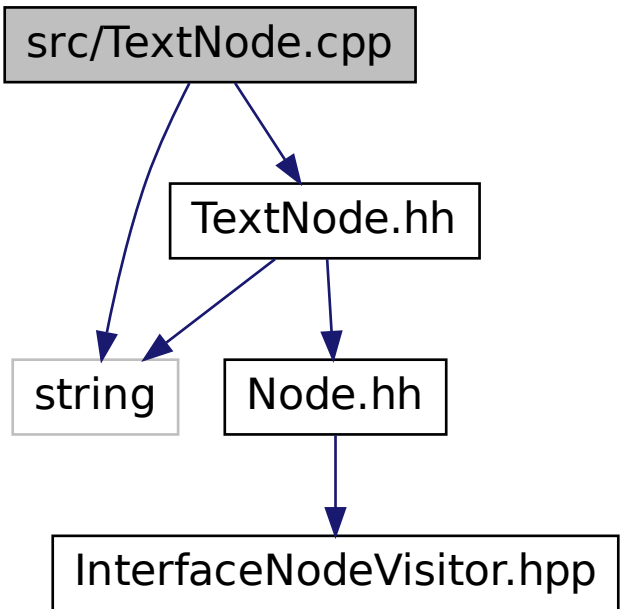 src/TextNode.cpp
TextNode.hh
string
Node.hh
InterfaceNodeVisitor.hpp